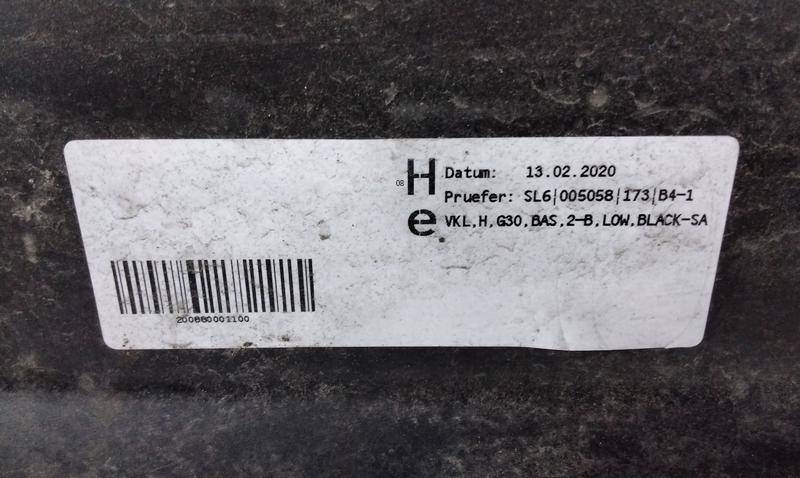 H Datum: 13.02.2020
08
Pruefer: SL6|005058|173|B4-1
e VKL,H,G30,BAS,2-B,LOW,BLACK-SA
200880001100